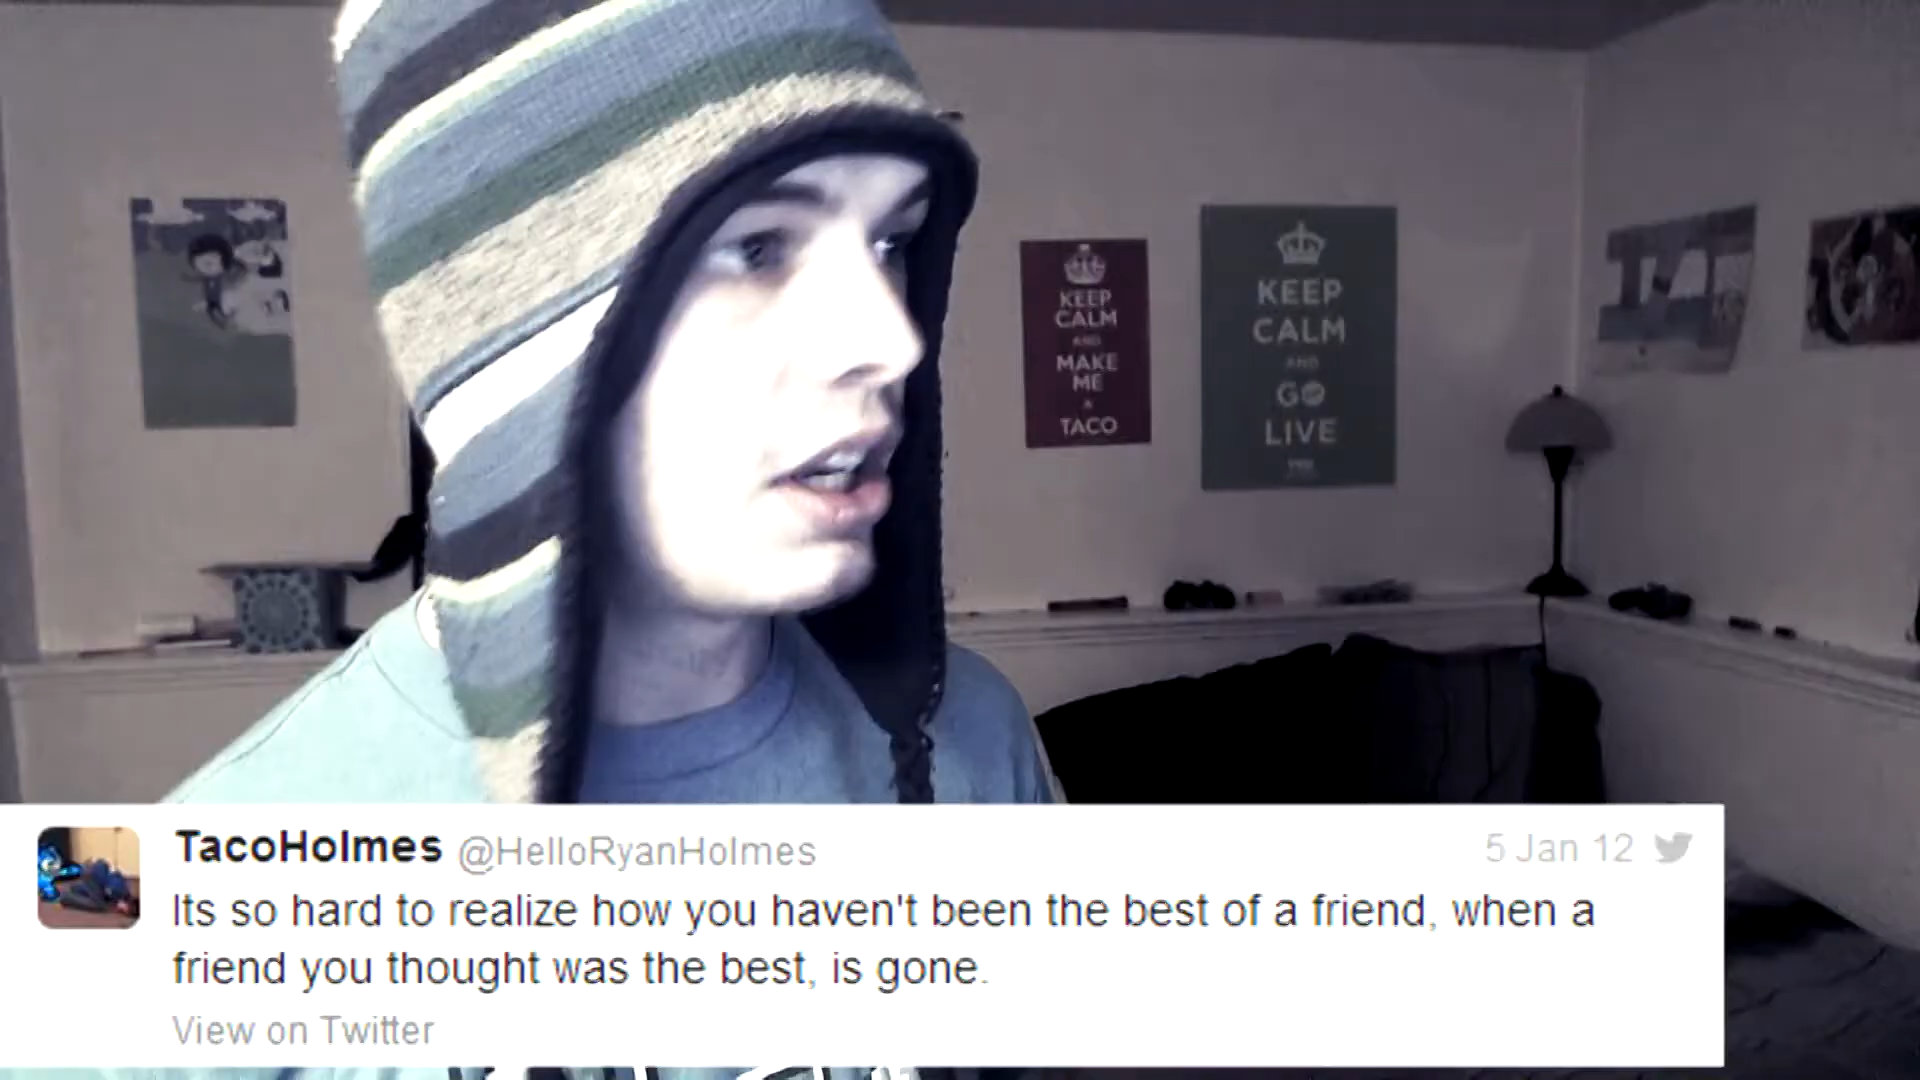 KEEP
CALM
AND
MAKE
ME
A
TACO
KEEP
CALM
AND
GO
LIVE
TacoHolmes @HelloRyanHolmes
5 Jan 12
Its so hard to realize how you haven't been the best of a friend, when a
friend you thought was the best, is gone.
View on Twitter